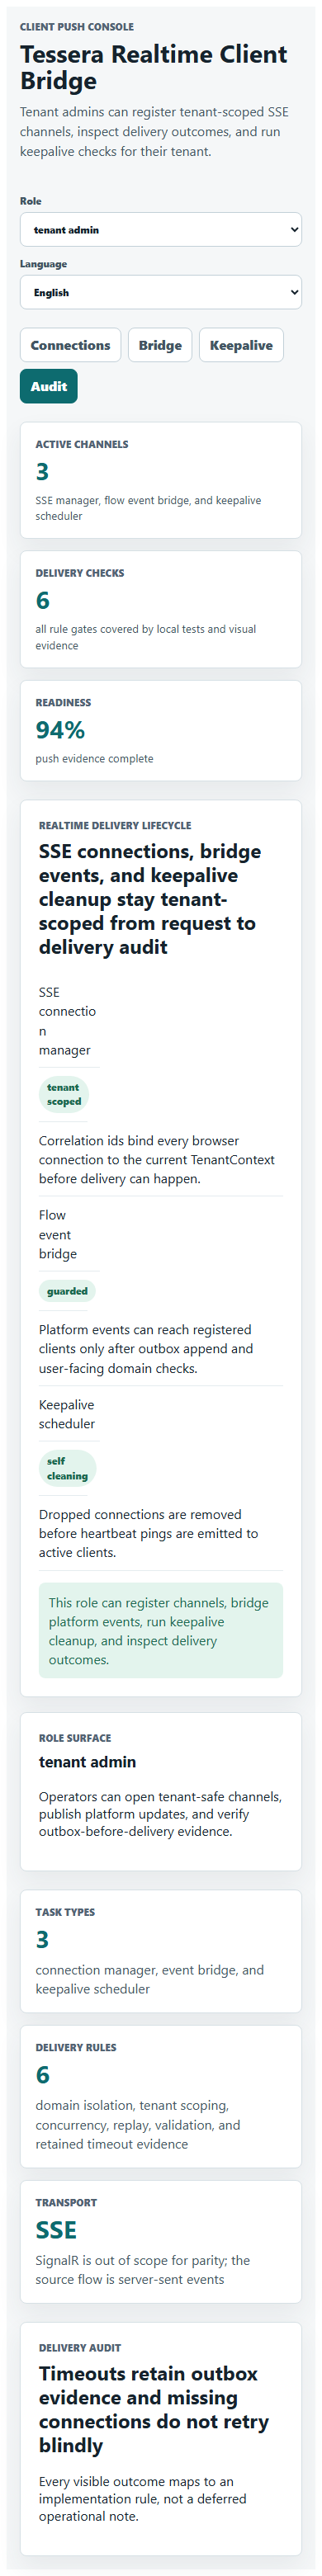 CLIENT PUSH CONSOLE
Tessera Realtime Client
Bridge
Tenant admins can register tenant-scoped SSE
channels, inspect delivery outcomes, and run
keepalive checks for their tenant.
Role
tenant admin
Language
English
Connections
Bridge
Keepalive
Audit
ACTIVE CHANNELS
3
SSE manager, flow event bridge, and keepalive
scheduler
DELIVERY CHECKS
6
all rule gates covered by local tests and visual
evidence
READINESS
94%
push evidence complete
REALTIME DELIVERY LIFECYCLE
SSE connections, bridge
events, and keepalive
cleanup stay tenant-
scoped from request to
delivery audit
SSE
connectio
n
manager
tenant
scoped
Correlation ids bind every browser
connection to the current TenantContext
before delivery can happen.
Flow
event
bridge
guarded
Platform events can reach registered
clients only after outbox append and
user-facing domain checks.
Keepalive
scheduler
self
cleaning
Dropped connections are removed
before heartbeat pings are emitted to
active clients.
This role can register channels, bridge
platform events, run keepalive
cleanup, and inspect delivery
outcomes.
ROLE SURFACE
tenant admin
Operators can open tenant-safe channels,
publish platform updates, and verify
outbox-before-delivery evidence.
TASK TYPES
3
connection manager, event bridge, and
keepalive scheduler
DELIVERY RULES
6
domain isolation, tenant scoping,
concurrency, replay, validation, and
retained timeout evidence
TRANSPORT
SSE
SignalR is out of scope for parity; the
source flow is server-sent events
DELIVERY AUDIT
Timeouts retain outbox
evidence and missing
connections do not retry
blindly
Every visible outcome maps to an
implementation rule, not a deferred
operational note.